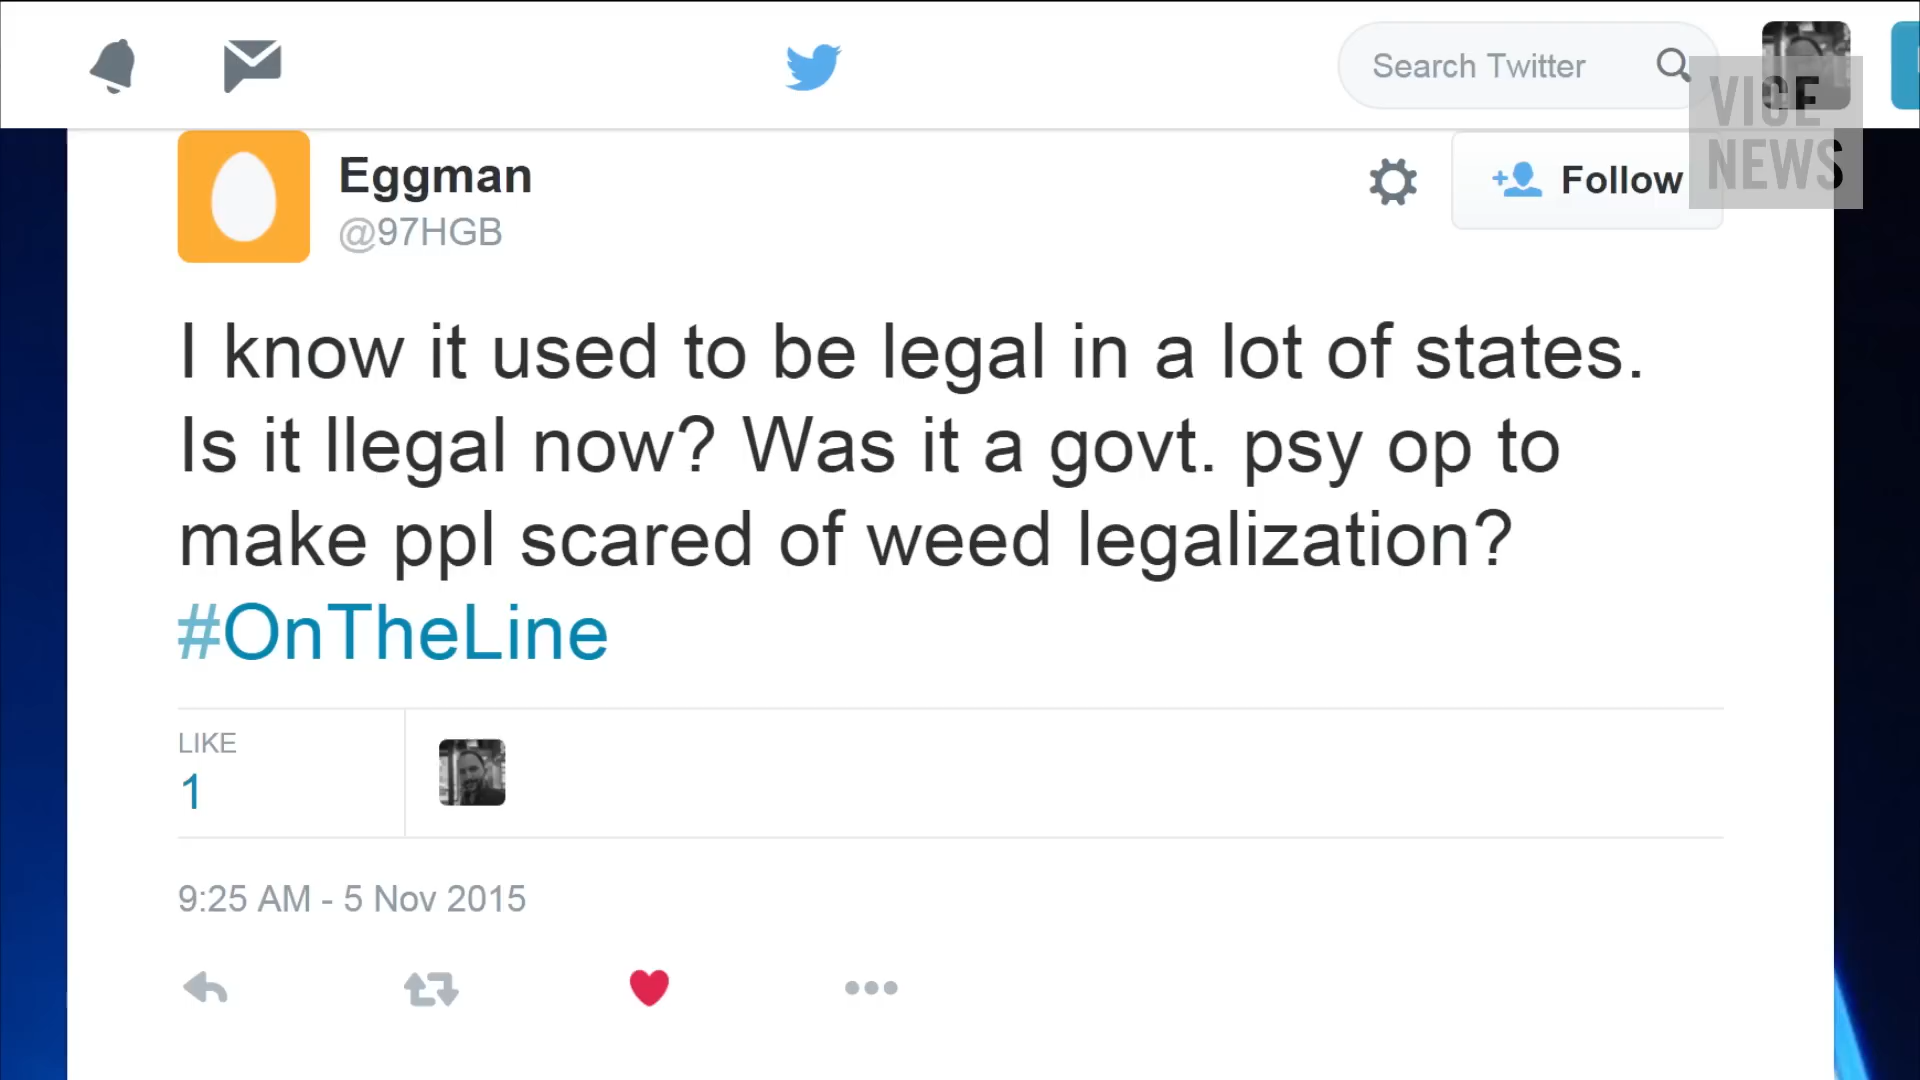 Search Twitter
VICE
NEWS
Eggman
@97HGB
Follow
I know it used to be legal in a lot of states.
Is it Ilegal now? Was it a govt. psy op to
make ppl scared of weed legalization?
#OnTheLine
LIKE
1
9:25 AM - 5 Nov 2015